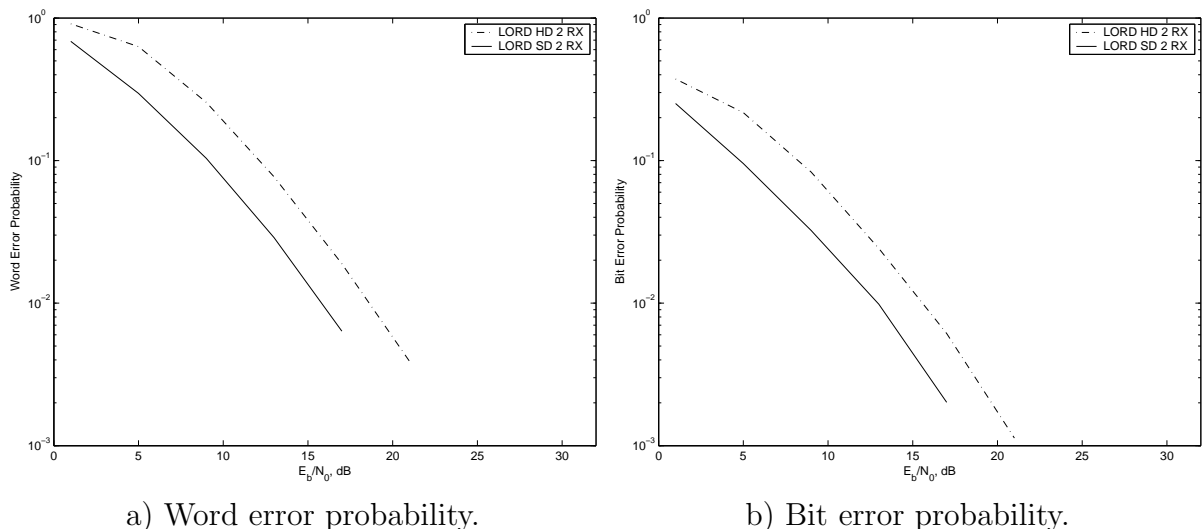 10^0
10^-1
10^-2
10^-3
Word Error Probability
0 5 10 15 20 25 30
E_b/N_0, dB
LORD HD 2 RX
LORD SD 2 RX
a) Word error probability.
10^0
10^-1
10^-2
10^-3
Bit Error Probability
0 5 10 15 20 25 30
E_b/N_0, dB
LORD HD 2 RX
LORD SD 2 RX
b) Bit error probability.